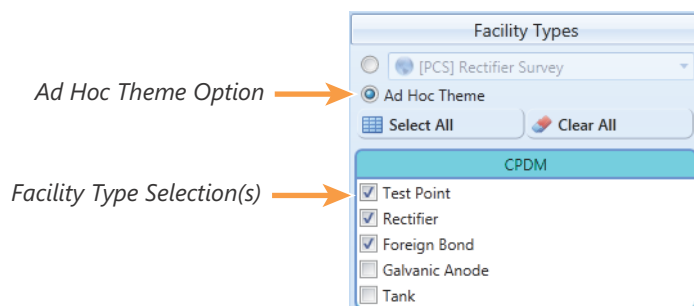 Facility Types
[PCS] Rectifier Survey
Ad Hoc Theme Option
Ad Hoc Theme
Select All Clear All
CPDM
Facility Type Selection(s)
Test Point
Rectifier
Foreign Bond
Galvanic Anode
Tank